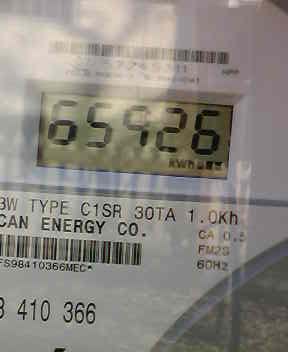 65926
kWh
3W TYPE C1SR 30TA 1.0Kh
CAN ENERGY CO.
CA 0.5
FM2S
60Hz
FS98410366MEC*
410 366